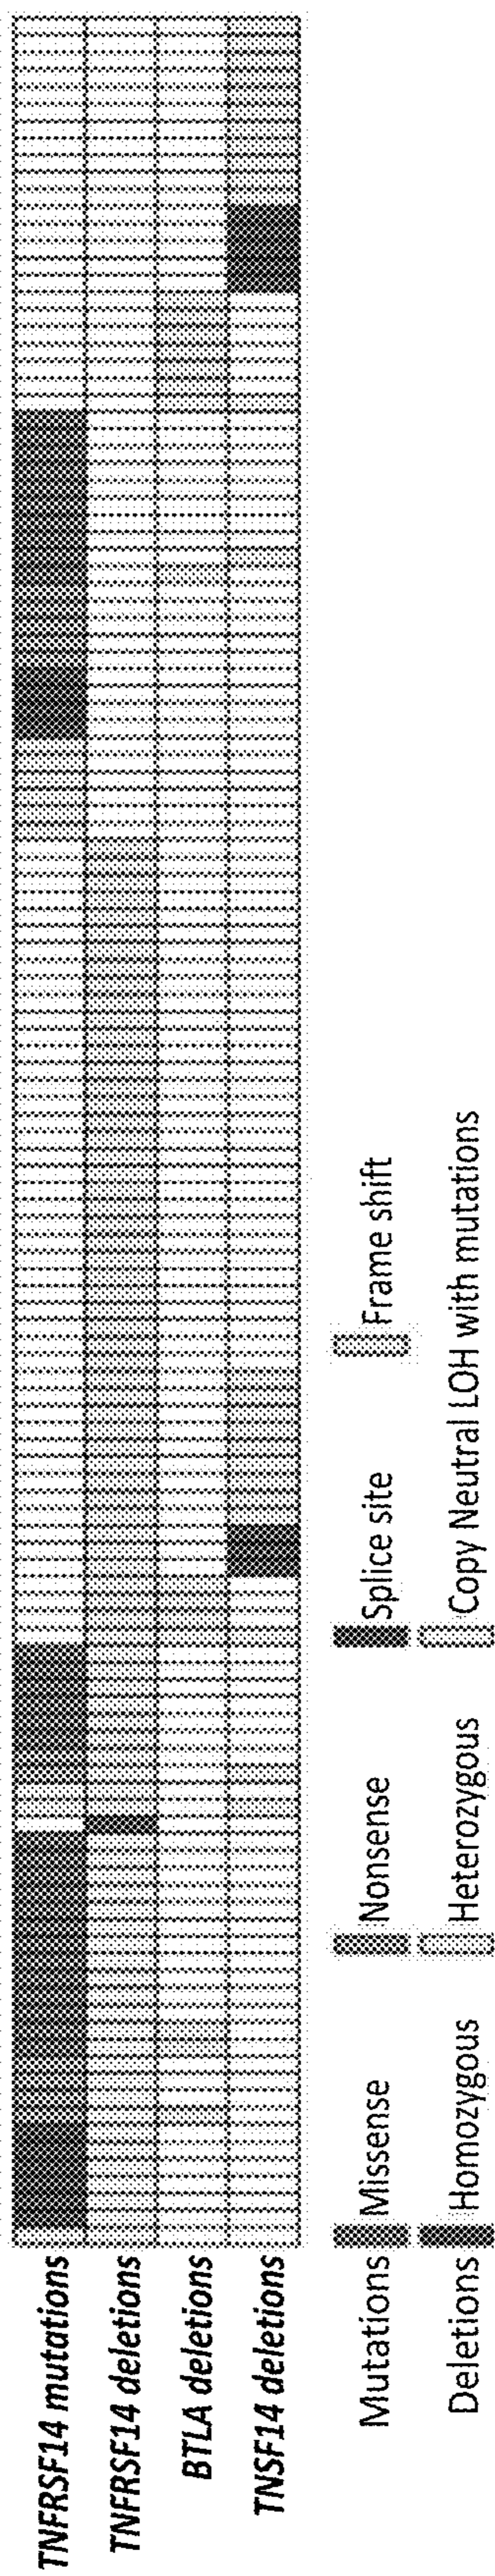 TNFRSF14 mutations
TNFRSF14 deletions
BTLA deletions
TNSF14 deletions
Mutations Missense Nonsense Splice site Frame shift
Deletions Homozygous Heterozygous Copy Neutral LOH with mutations